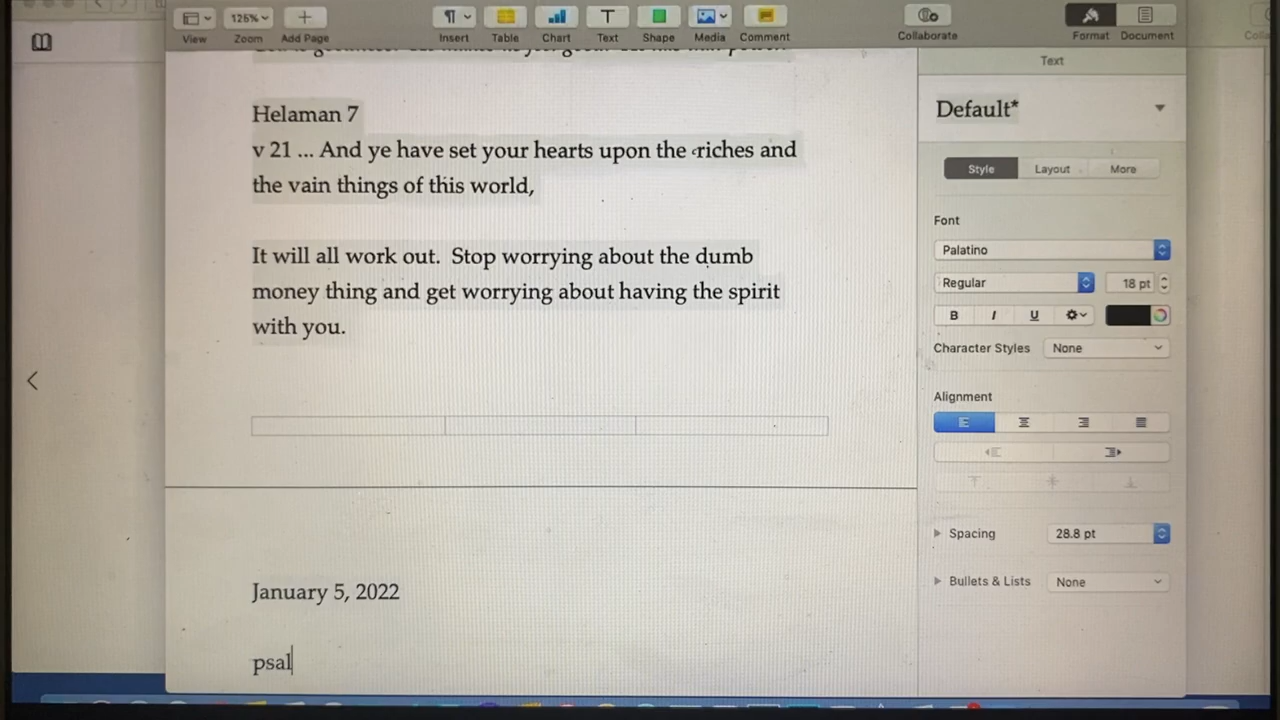 View
125%
Zoom
Add Page
Insert
Table
Chart
Text
Shape
Media
Comment
Collaborate
Format
Document
Helaman 7
v 21 ... And ye have set your hearts upon the riches and
the vain things of this world,
It will all work out.  Stop worrying about the dumb
money thing and get worrying about having the spirit
with you.
January 5, 2022
psal
Text
Default*
Style
Layout
More
Font
Palatino
Regular
18 pt
B I U
Character Styles
None
Alignment
Spacing
28.8 pt
Bullets & Lists
None